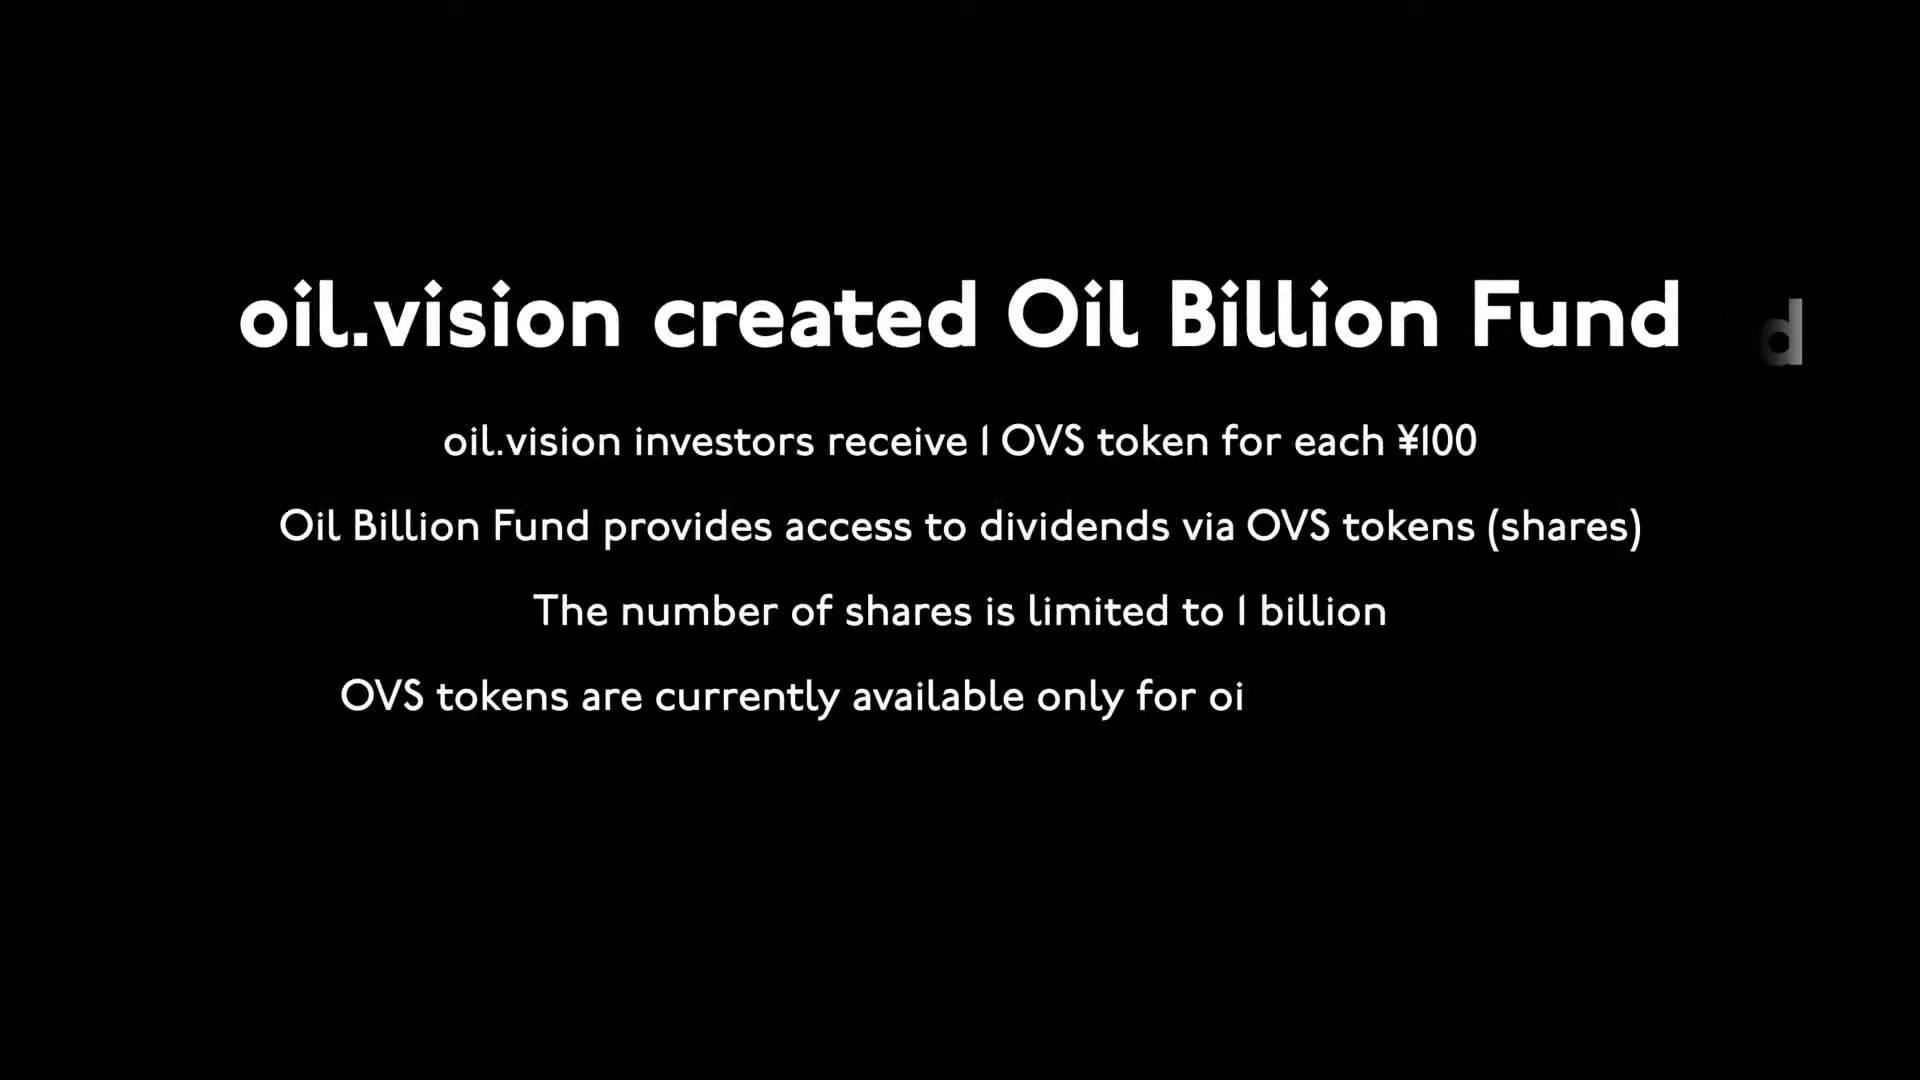 oil.vision created Oil Billion Fund
oil.vision investors receive 1 OVS token for each ¥100
Oil Billion Fund provides access to dividends via OVS tokens (shares)
The number of shares is limited to 1 billion
OVS tokens are currently available only for oi